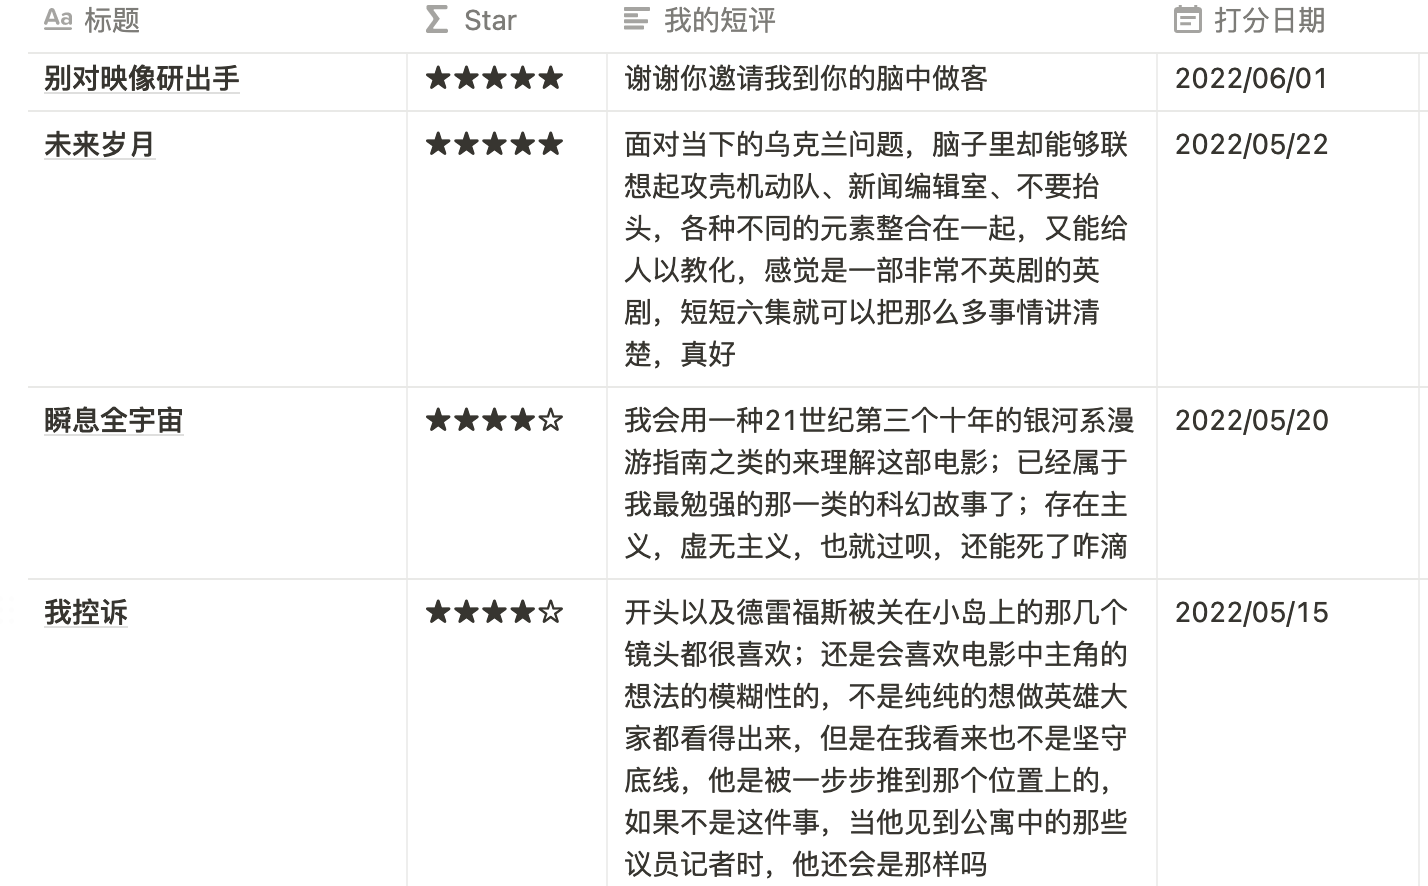 Aa 标题 Star 我的短评 打分日期
别对映像研出手 ★★★★★ 谢谢你邀请我到你的脑中做客 2022/06/01
未来岁月 ★★★★★ 面对当下的乌克兰问题，脑子里却能够联 2022/05/22
想起攻壳机动队、新闻编辑室、不要抬
头，各种不同的元素整合在一起，又能给
人以教化，感觉是一部非常不英剧的英
剧，短短六集就可以把那么多事情讲清
楚，真好
瞬息全宇宙 ★★★★☆ 我会用一种21世纪第三个十年的银河系漫 2022/05/20
游指南之类的来理解这部电影；已经属于
我最勉强的那一类的科幻故事了；存在主
义，虚无主义，也就过呗，还能死了咋滴
我控诉 ★★★★☆ 开头以及德雷福斯被关在小岛上的那几个 2022/05/15
镜头都很喜欢；还是会喜欢电影中主角的
想法的模糊性的，不是纯纯的想做英雄大
家都看得出来，但是在我看来也不是坚守
底线，他是被一步步推到那个位置上的，
如果不是这件事，当他见到公寓中的那些
议员记者时，他还会是那样吗